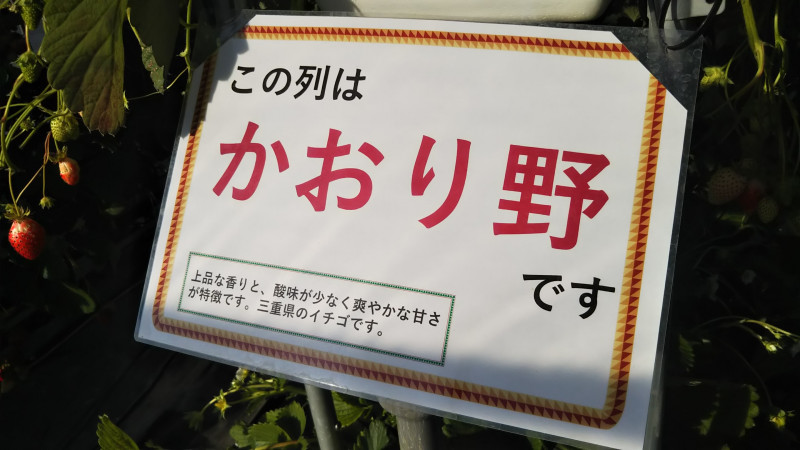 この列は
かおり野
です
上品な香りと、酸味が少なく爽やかな甘さ
が特徴です。三重県のイチゴです。